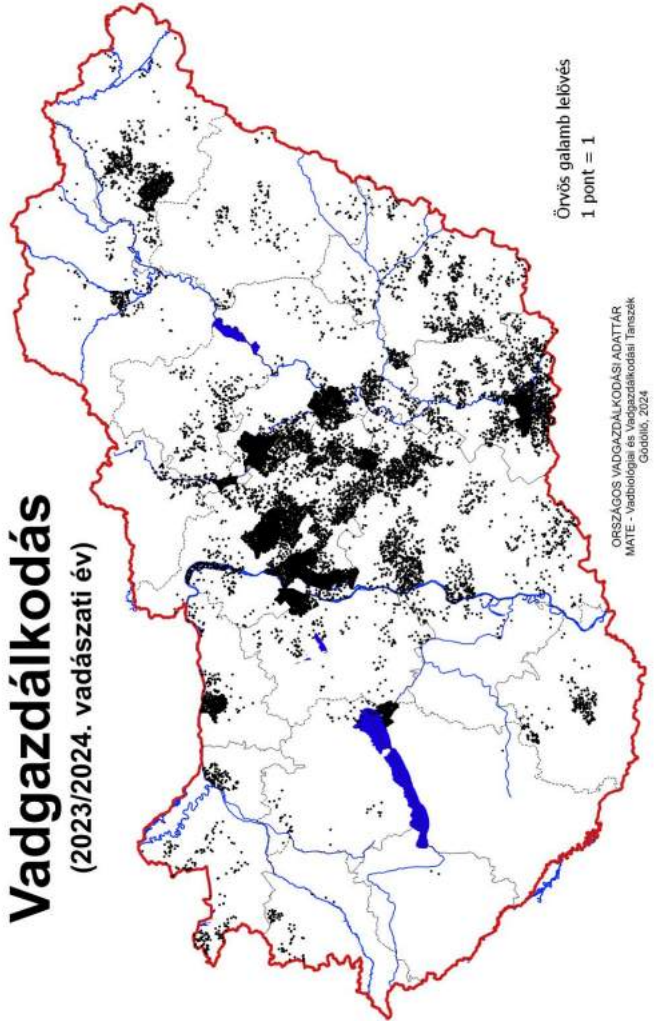 Vadgazdálkodás
(2023/2024. vadászati év)
Örvös galamb lelövés
1 pont = 1
ORSZÁGOS VADGAZDÁLKODÁSI ADATTÁR
MATE - Vadbiológiai és Vadgazdálkodási Tanszék
Gödöllő, 2024